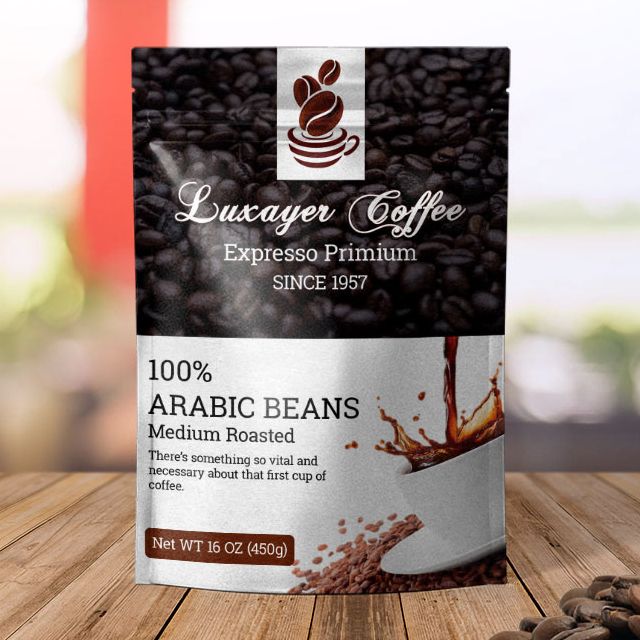 Luxayer Coffee
Expresso Primium
SINCE 1957
100%
ARABIC BEANS
Medium Roasted
There's something so vital and
necessary about that first cup of
coffee.
Net WT 16 OZ (450g)